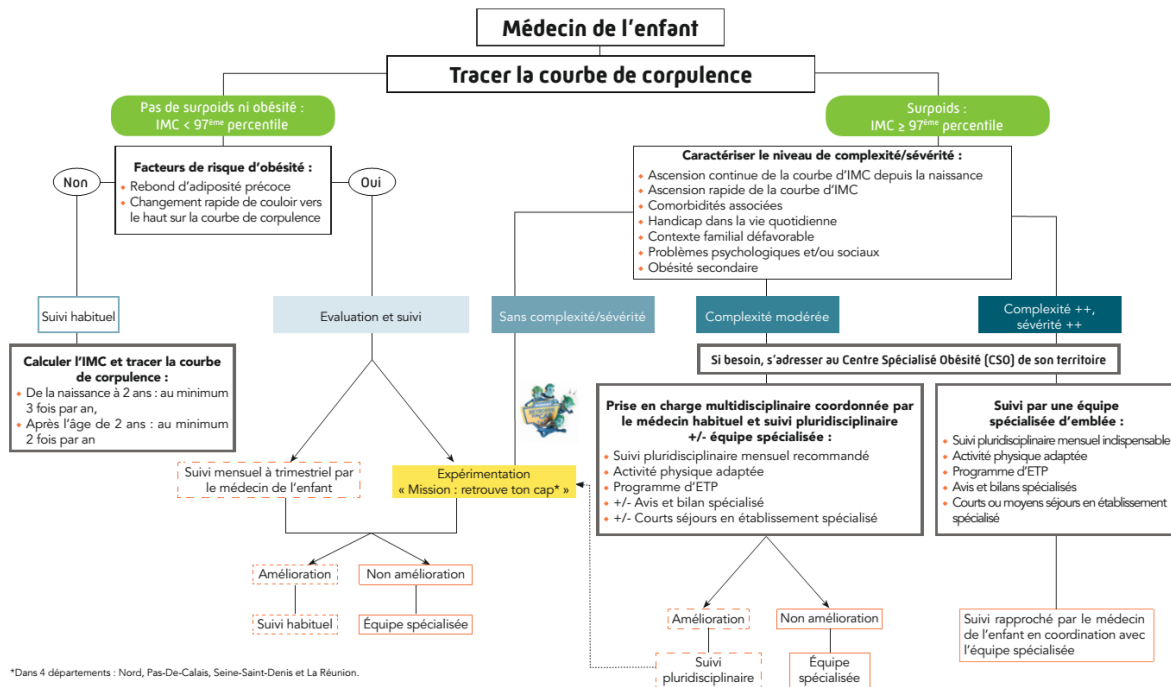 Médecin de l'enfant
Tracer la courbe de corpulence
Pas de surpoids ni obésité :
IMC < 97ème percentile
Surpoids :
IMC ≥ 97ème percentile
Non
Facteurs de risque d'obésité :
Rebond d'adiposité précoce
Changement rapide de couloir vers
le haut sur la courbe de corpulence
Oui
Caractériser le niveau de complexité/sévérité :
Ascension continue de la courbe d'IMC depuis la naissance
Ascension rapide de la courbe d'IMC
Comorbidités associées
Handicap dans la vie quotidienne
Contexte familial défavorable
Problèmes psychologiques et/ou sociaux
Obésité secondaire
Suivi habituel
Evaluation et suivi
Sans complexité/sévérité
Complexité modérée
Complexité ++,
sévérité ++
Calculer l'IMC et tracer la courbe
de corpulence :
De la naissance à 2 ans : au minimum
3 fois par an,
Après l'âge de 2 ans : au minimum
2 fois par an
Si besoin, s'adresser au Centre Spécialisé Obésité (CSO) de son territoire
Prise en charge multidisciplinaire coordonnée par
le médecin habituel et suivi pluridisciplinaire
+/- équipe spécialisée :
Suivi pluridisciplinaire mensuel recommandé
Activité physique adaptée
Programme d'ETP
+/- Avis et bilan spécialisé
+/- Courts séjours en établissement spécialisé
Suivi par une équipe
spécialisée d'emblée :
Suivi pluridisciplinaire mensuel indispensable
Activité physique adaptée
Programme d'ETP
Avis et bilans spécialisés
Courts ou moyens séjours en établissement
spécialisé
Suivi mensuel à trimestriel par
le médecin de l'enfant
Expérimentation
« Mission : retrouve ton cap* »
Amélioration
Non amélioration
Suivi habituel
Équipe spécialisée
Amélioration
Non amélioration
Suivi
pluridisciplinaire
Équipe
spécialisée
Suivi rapproché par le médecin
de l'enfant en coordination avec
l'équipe spécialisée
*Dans 4 départements : Nord, Pas-De-Calais, Seine-Saint-Denis et La Réunion.